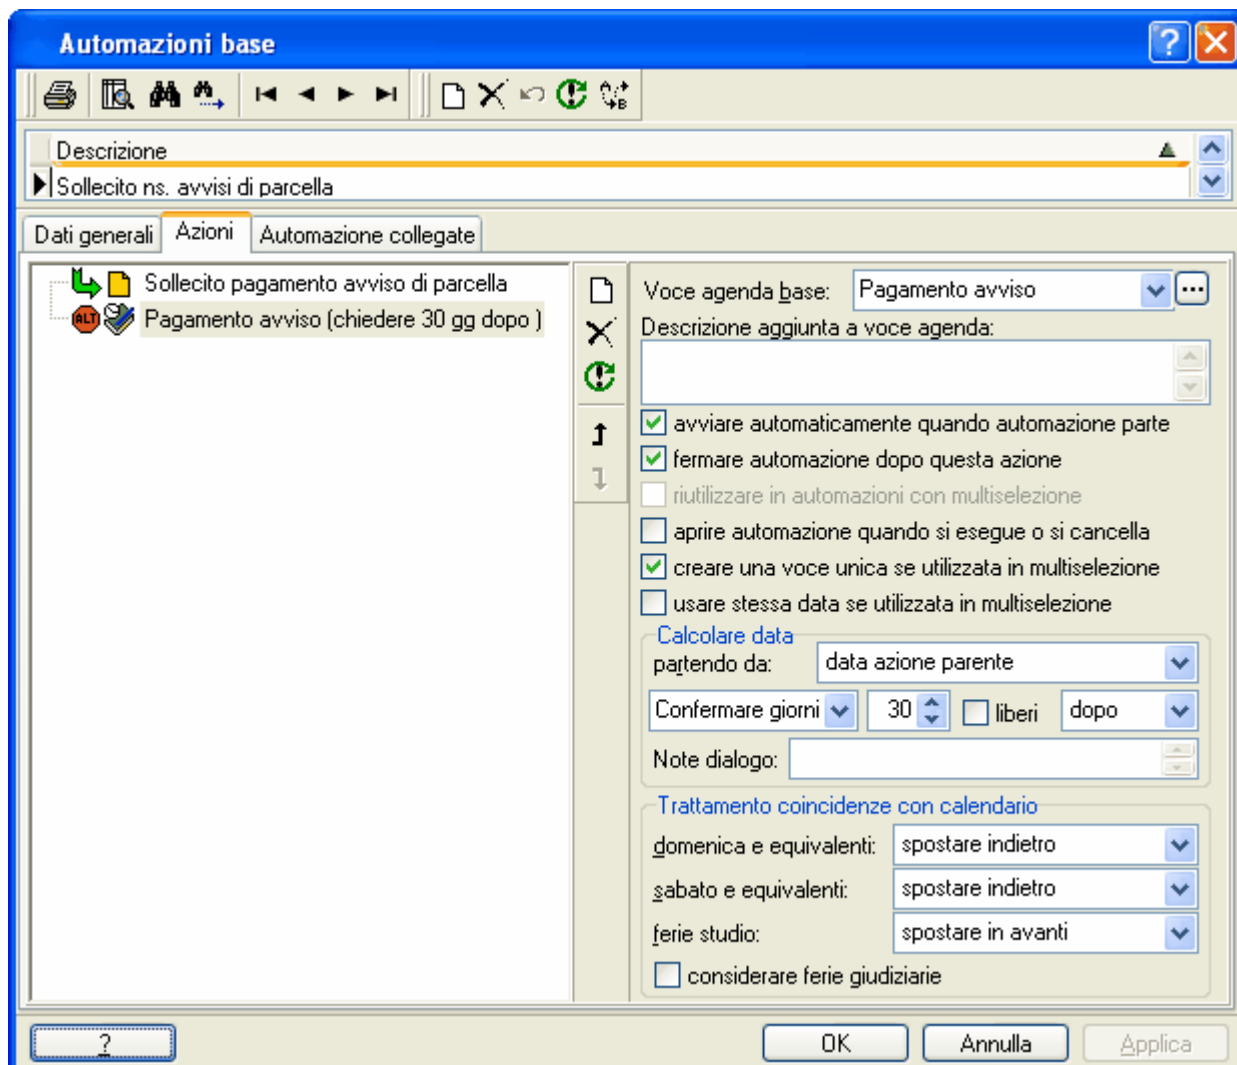 Automazioni base
Descrizione
Sollecito ns. avvisi di parcella
Dati generali Azioni Automazione collegate
Sollecito pagamento avviso di parcella
ALT Pagamento avviso (chiedere 30 gg dopo )
Voce agenda base: Pagamento avviso ...
Descrizione aggiunta a voce agenda:
avviare automaticamente quando automazione parte
fermare automazione dopo questa azione
riutilizzare in automazioni con multiselezione
aprire automazione quando si esegue o si cancella
creare una voce unica se utilizzata in multiselezione
usare stessa data se utilizzata in multiselezione
Calcolare data
partendo da: data azione parente
Confermare giorni 30 liberi dopo
Note dialogo:
Trattamento coincidenze con calendario
domenica e equivalenti: spostare indietro
sabato e equivalenti: spostare indietro
ferie studio: spostare in avanti
considerare ferie giudiziarie
? OK Annulla Applica